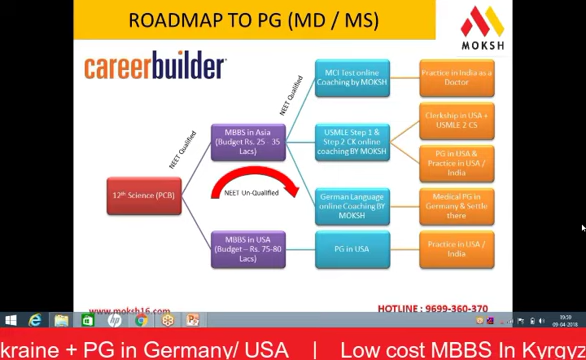 ROADMAP TO PG (MD / MS)
MOKSH
careerbuilder
NEET Qualified
NEET Qualified
MCI Test online
Coaching by MOKSH
Practice in India as a
Doctor
Clerkship in USA +
USMLE 2 CS
MBBS in Asia
(Budget Rs. 25 - 35
Lacs)
USMLE Step 1 &
Step 2 CK online
coaching BY MOKSH
PG in USA &
Practice in USA /
India
12th Science (PCB)
NEET Un-Qualified
German Language
online Coaching BY
MOKSH
Medical PG in
Germany & Settle
there
MBBS in USA
(Budget – Rs. 75-80
Lacs)
PG in USA
Practice in USA /
India.
www.moksh16.com
HOTLINE : 9699-360-370
19:59
09-04-2018
kraine + PG in Germany/ USA | Low cost MBBS In Kyrgyz